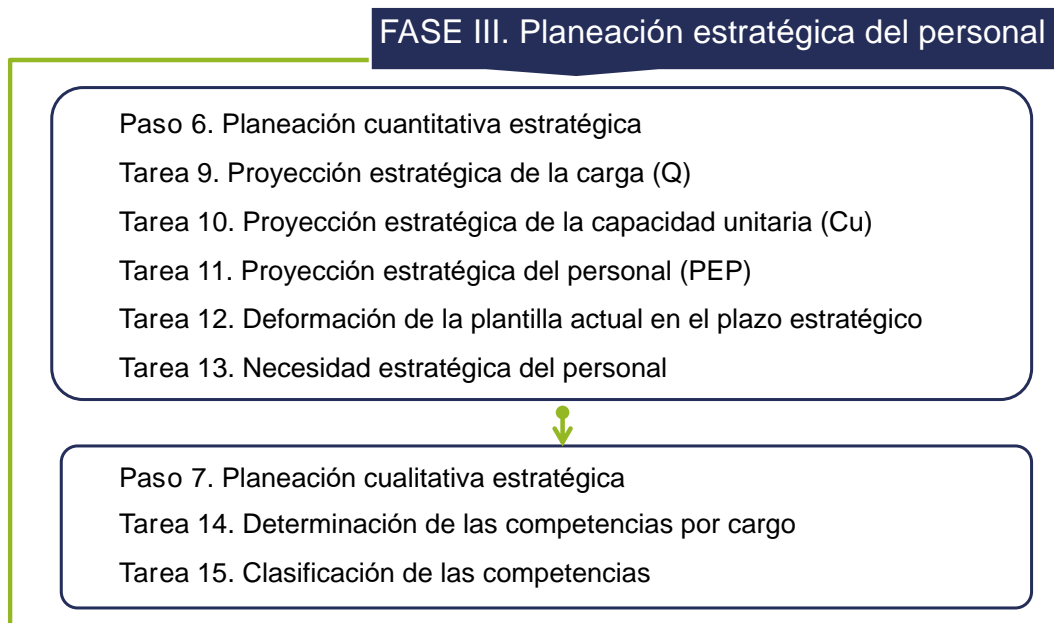 FASE III. Planeación estratégica del personal
Paso 6. Planeación cuantitativa estratégica
Tarea 9. Proyección estratégica de la carga (Q)
Tarea 10. Proyección estratégica de la capacidad unitaria (Cu)
Tarea 11. Proyección estratégica del personal (PEP)
Tarea 12. Deformación de la plantilla actual en el plazo estratégico
Tarea 13. Necesidad estratégica del personal
Paso 7. Planeación cualitativa estratégica
Tarea 14. Determinación de las competencias por cargo
Tarea 15. Clasificación de las competencias